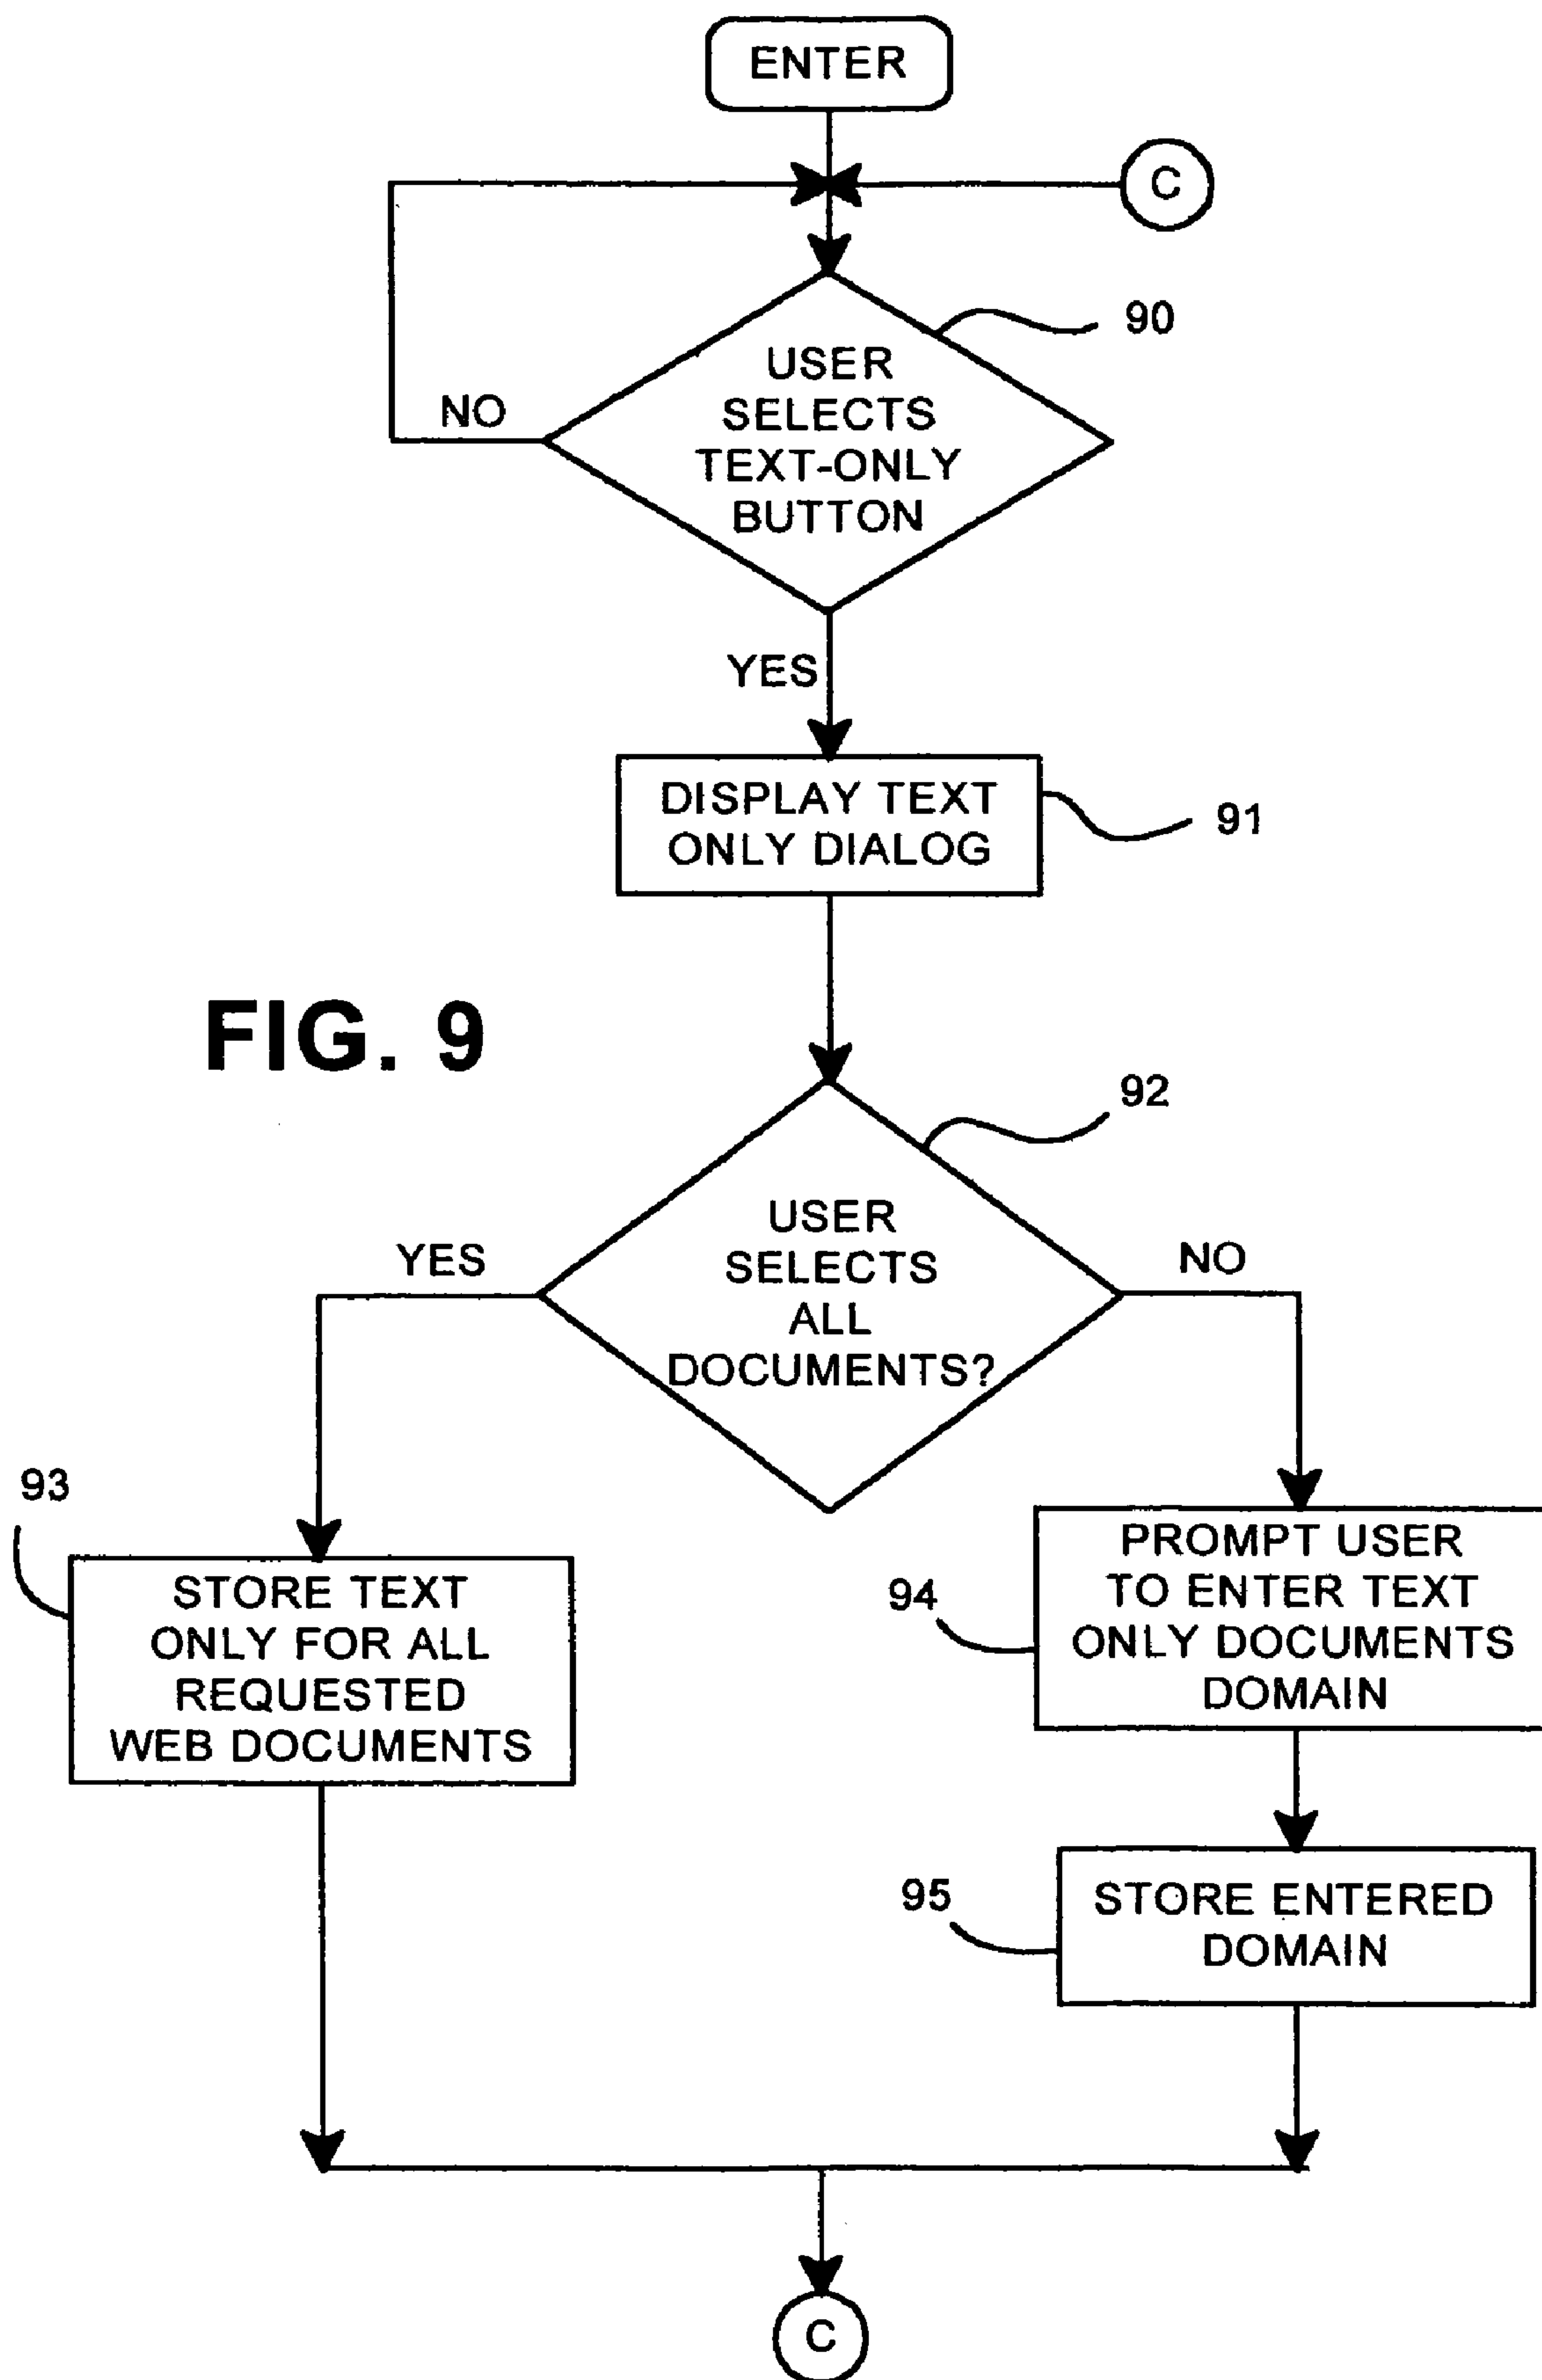 ENTER
C
90
USER
SELECTS
TEXT-ONLY
BUTTON
NO
YES
DISPLAY TEXT
ONLY DIALOG
91
FIG. 9
92
USER
SELECTS
ALL
DOCUMENTS?
YES
NO
93
STORE TEXT
ONLY FOR ALL
REQUESTED
WEB DOCUMENTS
94
PROMPT USER
TO ENTER TEXT
ONLY DOCUMENTS
DOMAIN
95
STORE ENTERED
DOMAIN
C